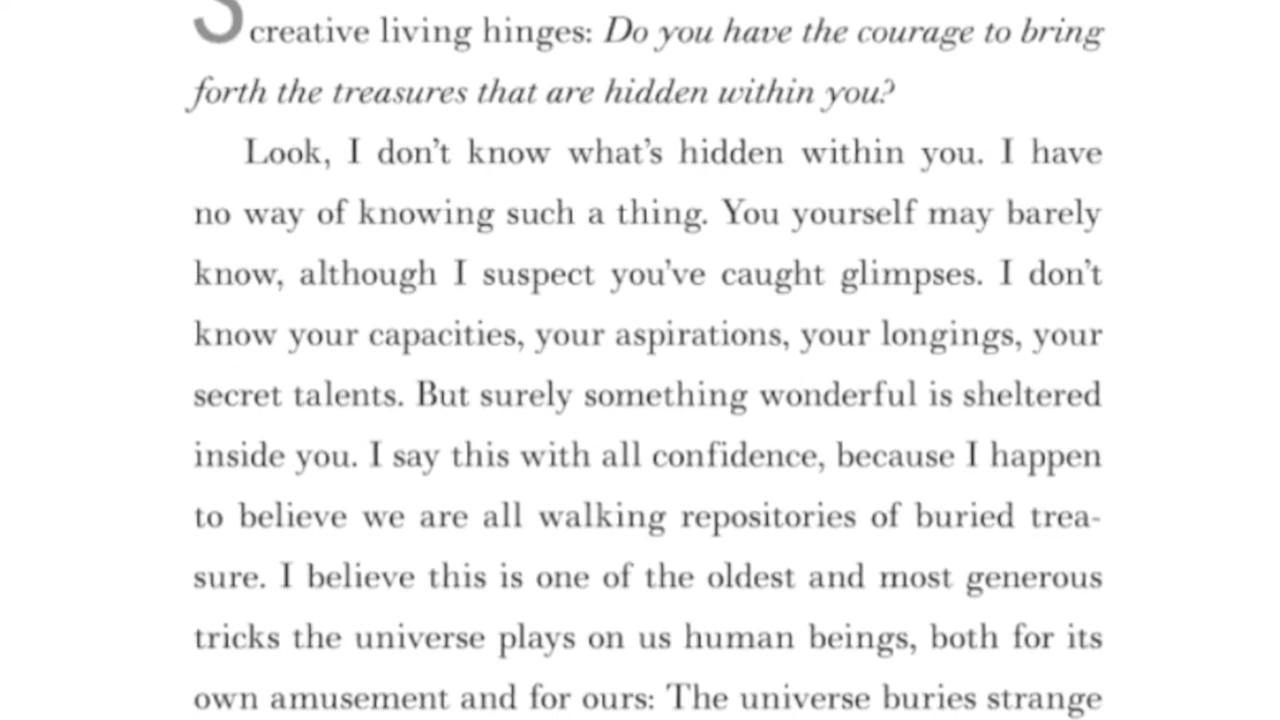 creative living hinges: Do you have the courage to bring
forth the treasures that are hidden within you?
Look, I don’t know what’s hidden within you. I have
no way of knowing such a thing. You yourself may barely
know, although I suspect you’ve caught glimpses. I don’t
know your capacities, your aspirations, your longings, your
secret talents. But surely something wonderful is sheltered
inside you. I say this with all confidence, because I happen
to believe we are all walking repositories of buried trea-
sure. I believe this is one of the oldest and most generous
tricks the universe plays on us human beings, both for its
own amusement and for ours: The universe buries strange